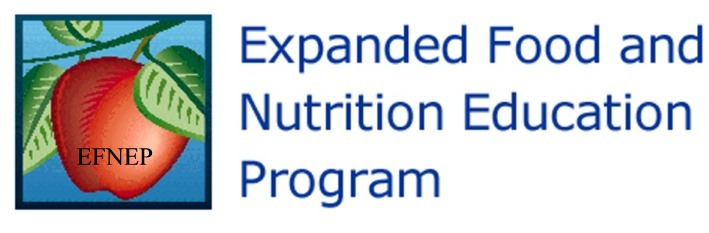 EFNEP
Expanded Food and
Nutrition Education
Program